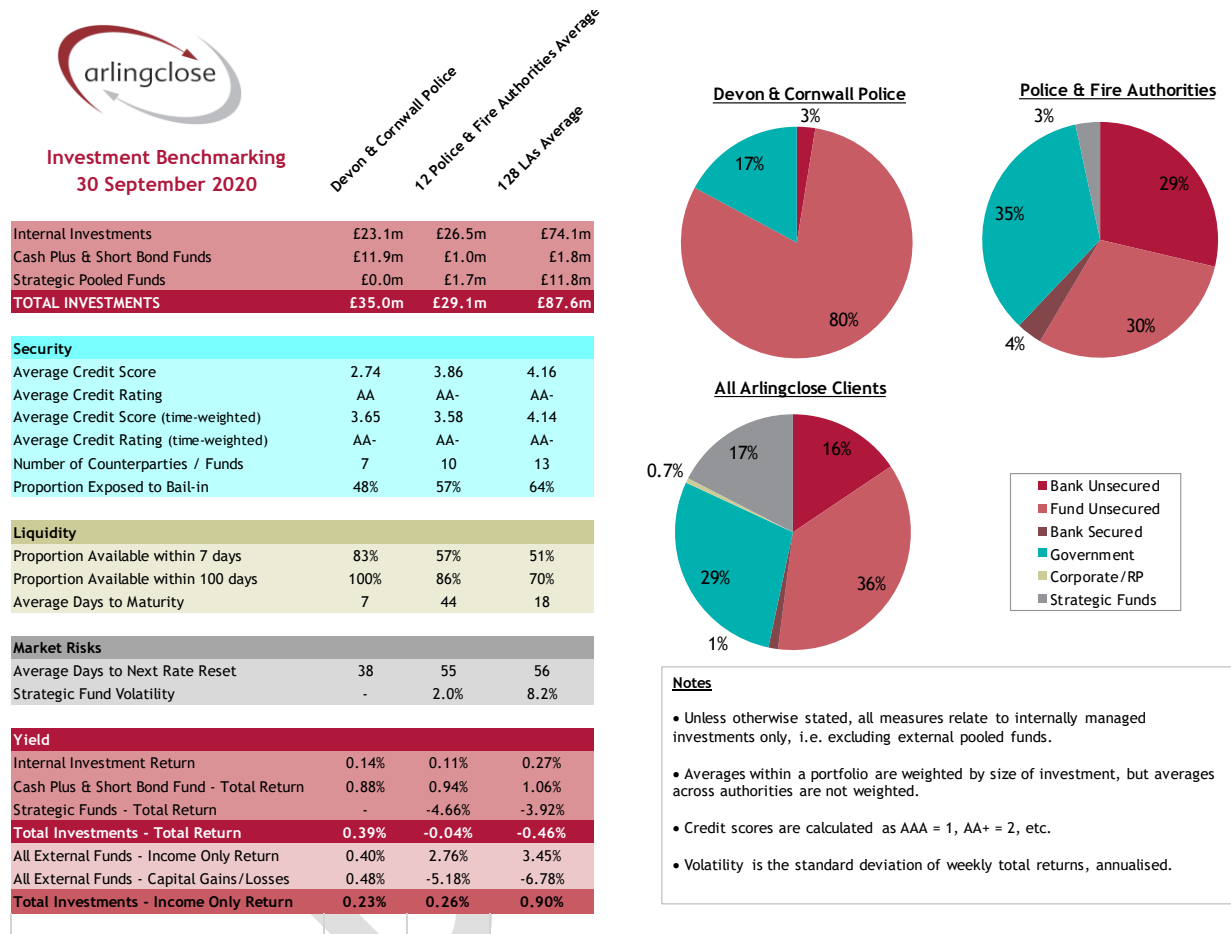 arlingclose
Investment Benchmarking
30 September 2020
Devon & Cornwall Police
12 Police & Fire Authorities Average
128 LAs Average
Internal Investments £23.1m £26.5m £74.1m
Cash Plus & Short Bond Funds £11.9m £1.0m £1.8m
Strategic Pooled Funds £0.0m £1.7m £11.8m
TOTAL INVESTMENTS £35.0m £29.1m £87.6m
Security
Average Credit Score 2.74 3.86 4.16
Average Credit Rating AA AA- AA-
Average Credit Score (time-weighted) 3.65 3.58 4.14
Average Credit Rating (time-weighted) AA- AA- AA-
Number of Counterparties / Funds 7 10 13
Proportion Exposed to Bail-in 48% 57% 64%
Liquidity
Proportion Available within 7 days 83% 57% 51%
Proportion Available within 100 days 100% 86% 70%
Average Days to Maturity 7 44 18
Market Risks
Average Days to Next Rate Reset 38 55 56
Strategic Fund Volatility - 2.0% 8.2%
Yield
Internal Investment Return 0.14% 0.11% 0.27%
Cash Plus & Short Bond Fund - Total Return 0.88% 0.94% 1.06%
Strategic Funds - Total Return - -4.66% -3.92%
Total Investments - Total Return 0.39% -0.04% -0.46%
All External Funds - Income Only Return 0.40% 2.76% 3.45%
All External Funds - Capital Gains/Losses 0.48% -5.18% -6.78%
Total Investments - Income Only Return 0.23% 0.26% 0.90%
Devon & Cornwall Police
3%
17%
80%
Police & Fire Authorities
3%
29%
35%
30%
4%
All Arlingclose Clients
17%
16%
0.7%
29%
36%
1%
Bank Unsecured
Fund Unsecured
Bank Secured
Government
Corporate/RP
Strategic Funds
Notes
• Unless otherwise stated, all measures relate to internally managed
investments only, i.e. excluding external pooled funds.
• Averages within a portfolio are weighted by size of investment, but averages
across authorities are not weighted.
• Credit scores are calculated as AAA = 1, AA+ = 2, etc.
• Volatility is the standard deviation of weekly total returns, annualised.